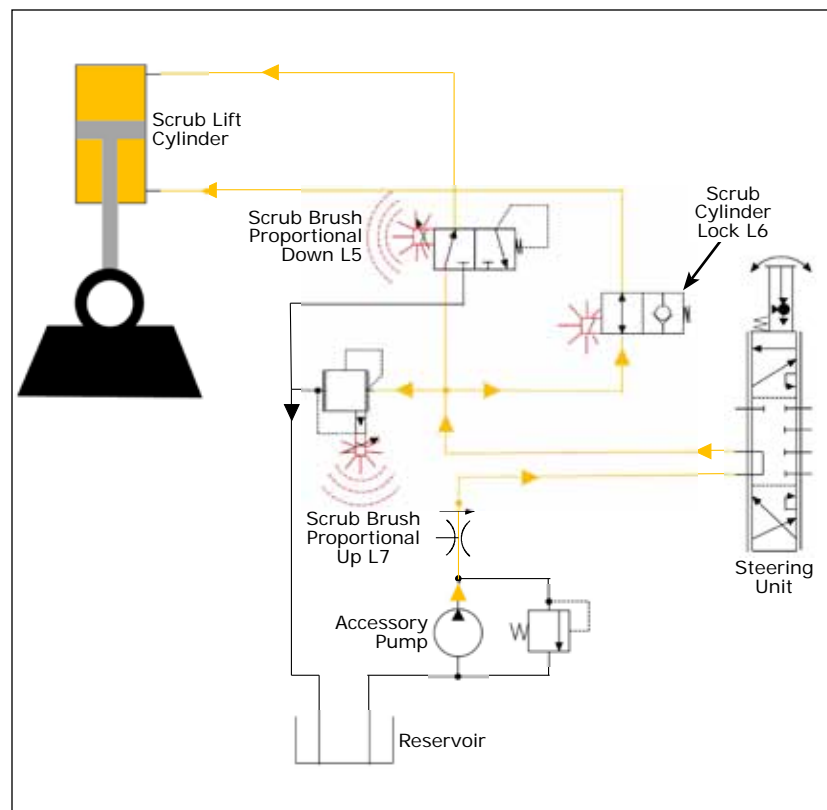 Scrub Lift
Cylinder
Scrub Brush
Proportional
Down L5
Scrub
Cylinder
Lock L6
Scrub Brush
Proportional
Up L7
Steering
Unit
Accessory
Pump
Reservoir